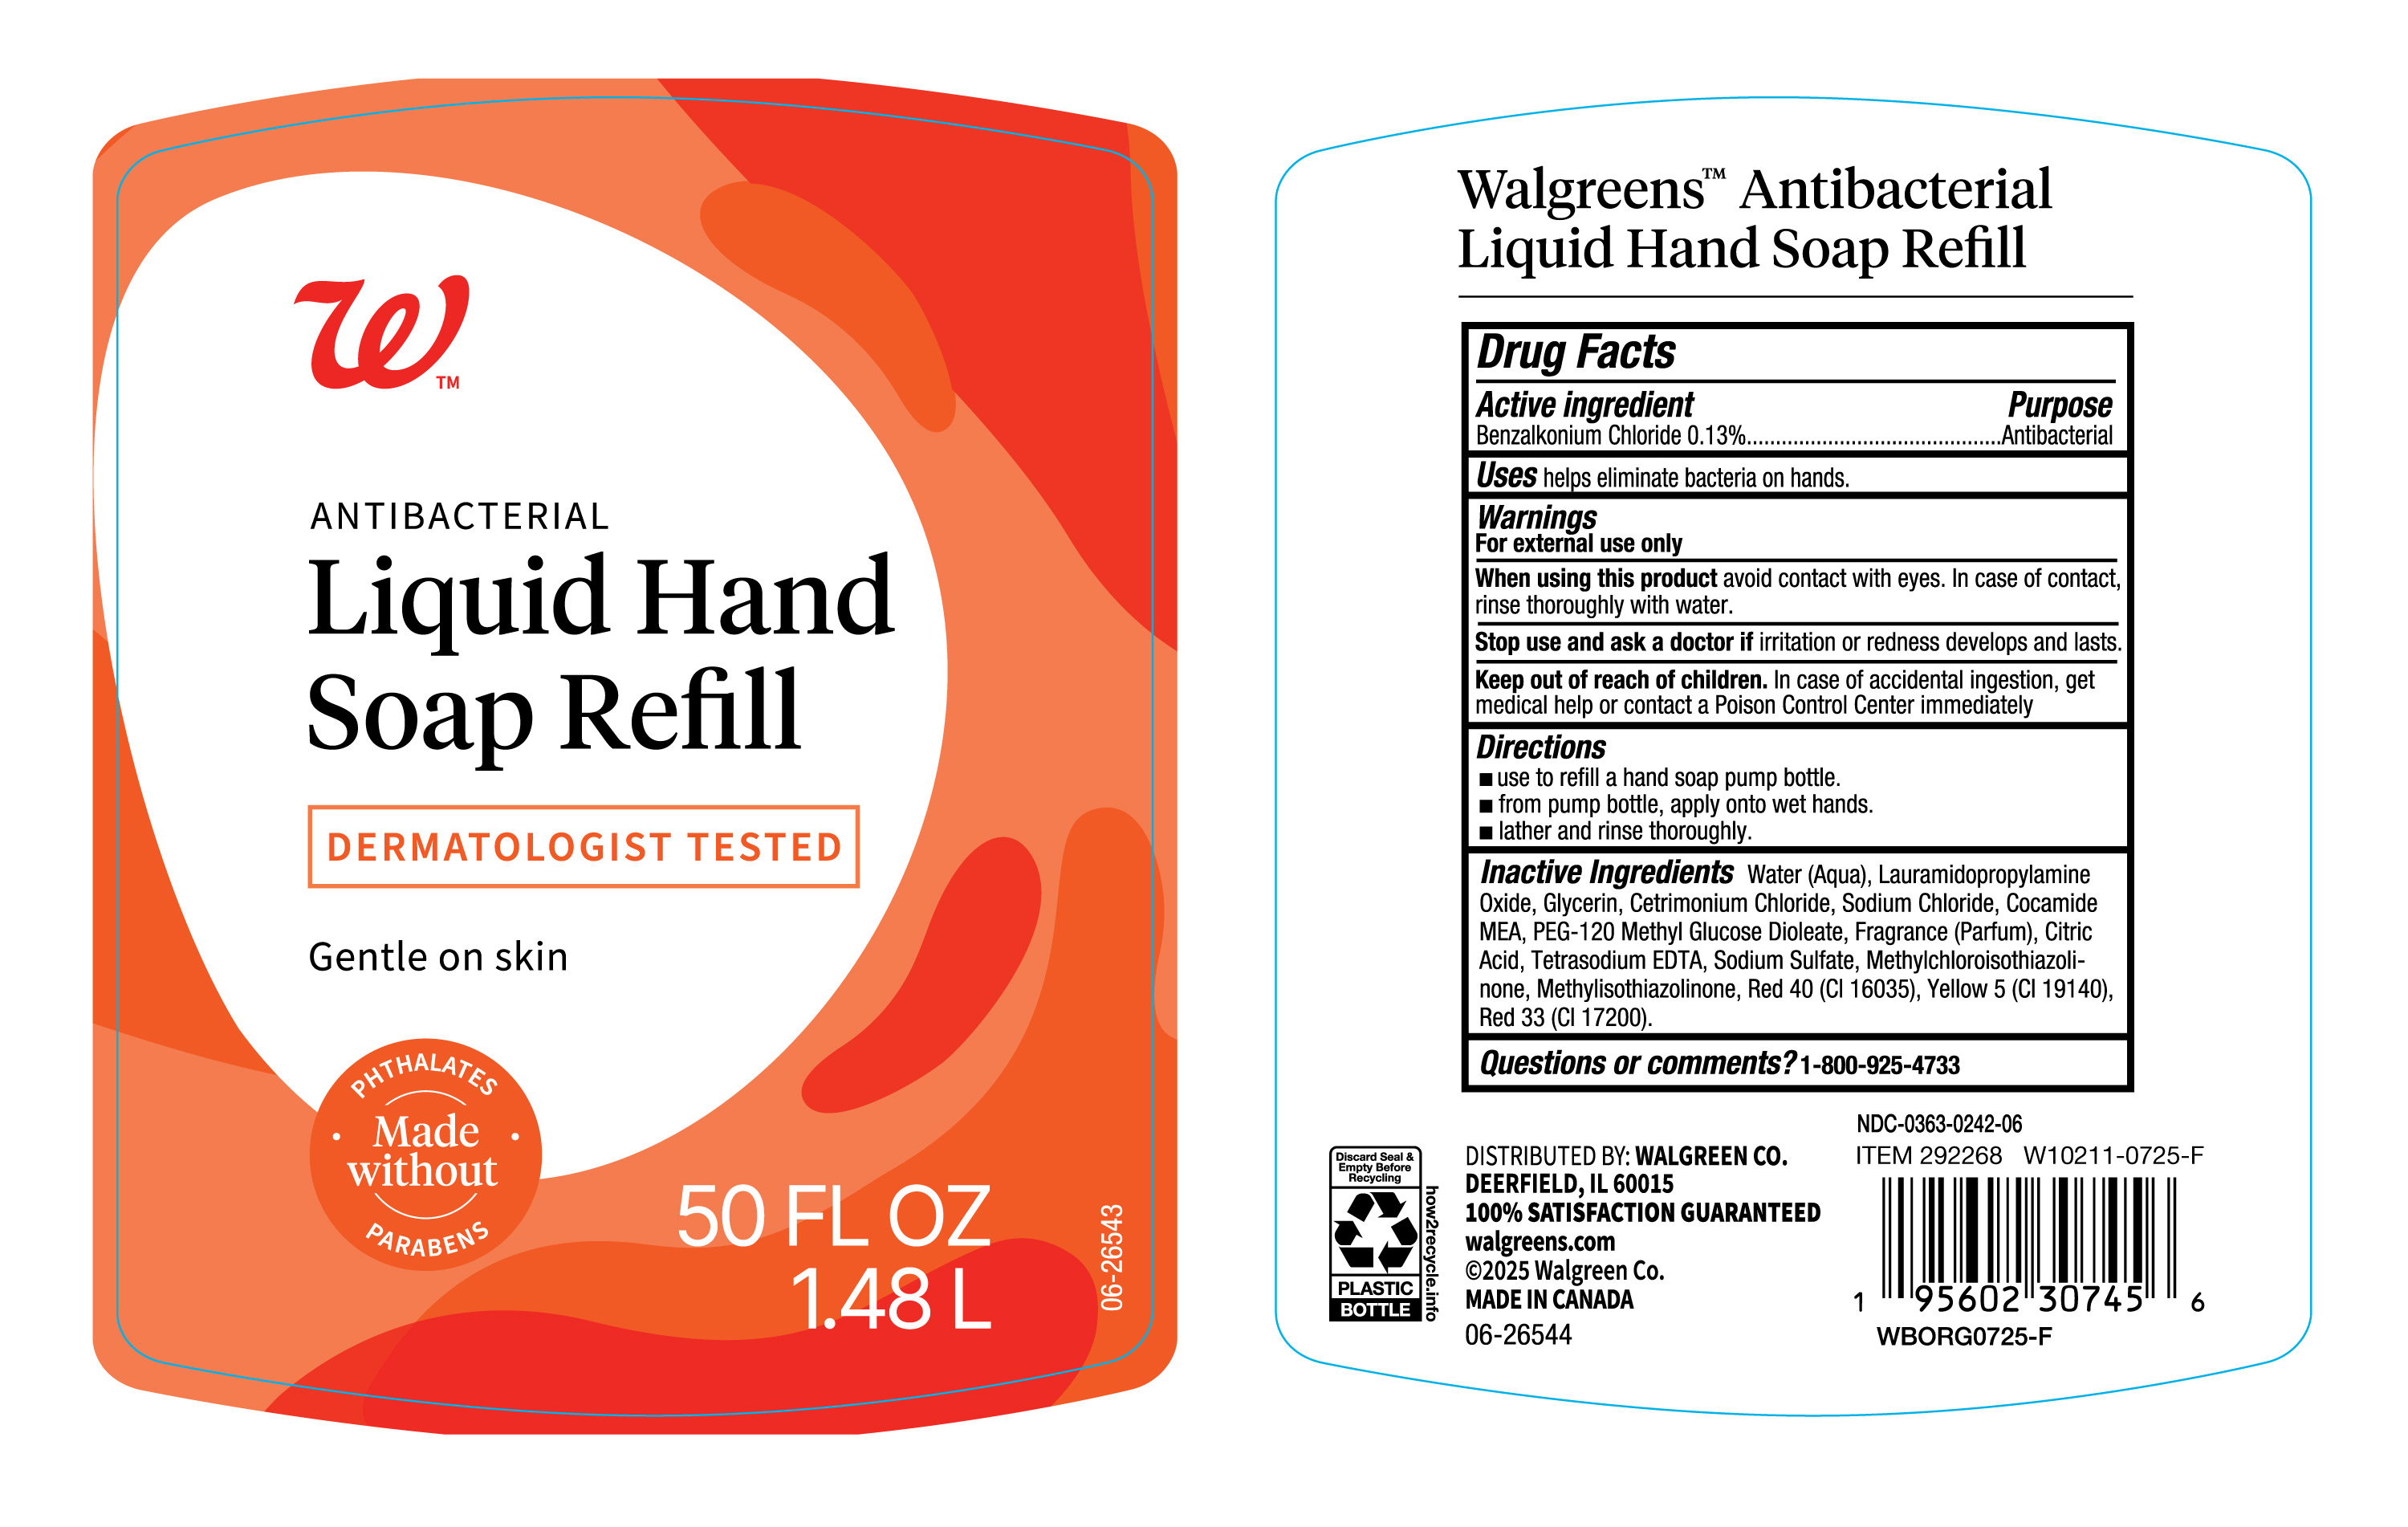 W™
ANTIBACTERIAL
Liquid Hand
Soap Refill
DERMATOLOGIST TESTED
Gentle on skin
PHTHALATES
Made
without
PARABENS
50 FL OZ
1.48 L
06-26543
Walgreens™ Antibacterial
Liquid Hand Soap Refill
Drug Facts
Active ingredient Purpose
Benzalkonium Chloride 0.13%...........................................Antibacterial
Uses helps eliminate bacteria on hands.
Warnings
For external use only
When using this product avoid contact with eyes. In case of contact,
rinse thoroughly with water.
Stop use and ask a doctor if irritation or redness develops and lasts.
Keep out of reach of children. In case of accidental ingestion, get
medical help or contact a Poison Control Center immediately
Directions
■ use to refill a hand soap pump bottle.
■ from pump bottle, apply onto wet hands.
■ lather and rinse thoroughly.
Inactive Ingredients Water (Aqua), Lauramidopropylamine
Oxide, Glycerin, Cetrimonium Chloride, Sodium Chloride, Cocamide
MEA, PEG-120 Methyl Glucose Dioleate, Fragrance (Parfum), Citric
Acid, Tetrasodium EDTA, Sodium Sulfate, Methylchloroisothiazoli-
none, Methylisothiazolinone, Red 40 (CI 16035), Yellow 5 (CI 19140),
Red 33 (CI 17200).
Questions or comments? 1-800-925-4733
Discard Seal &
Empty Before
Recycling
PLASTIC
BOTTLE
how2recycle.info
DISTRIBUTED BY: WALGREEN CO.
DEERFIELD, IL 60015
100% SATISFACTION GUARANTEED
walgreens.com
©2025 Walgreen Co.
MADE IN CANADA
06-26544
NDC-0363-0242-06
ITEM 292268 W10211-0725-F
1 95602 30745 6
WBORG0725-F